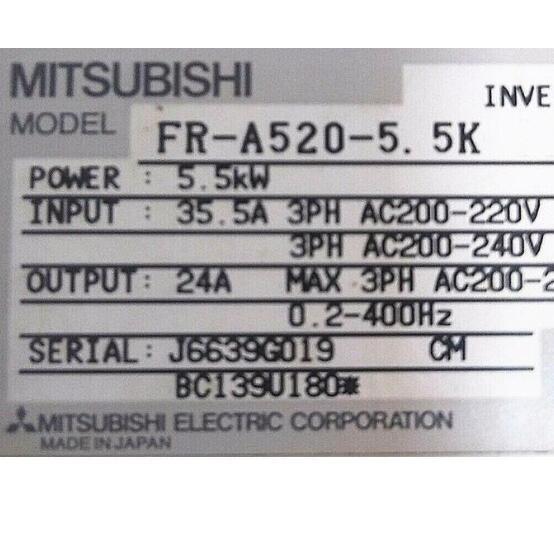 MITSUBISHI
INVE
MODEL FR-A520-5.5K
POWER : 5.5kW
INPUT : 35.5A 3PH AC200-220V
3PH AC200-240V
OUTPUT: 24A MAX 3PH AC200-2
0.2-400Hz
SERIAL: J6639G019 CM
BC139U180*
MITSUBISHI ELECTRIC CORPORATION
MADE IN JAPAN